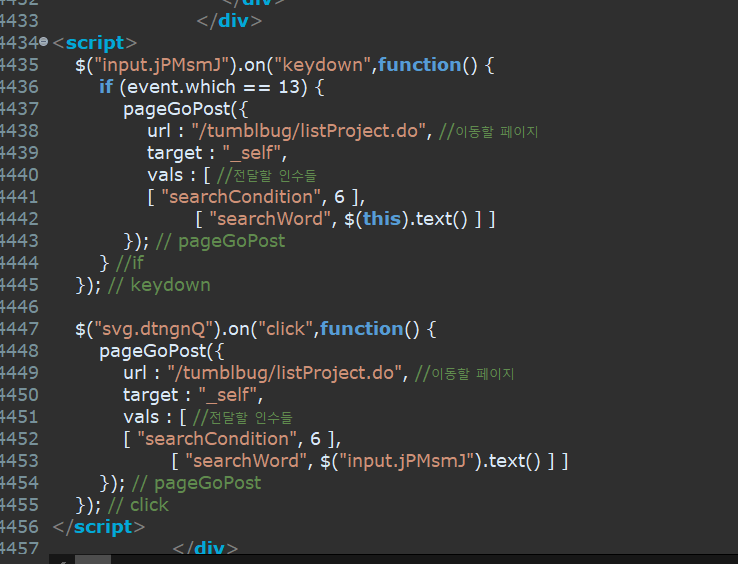 4432 </div>
4433 </div>
4434 <script>
4435 $("input.jPMsmJ").on("keydown",function() {
4436 if (event.which == 13) {
4437 pageGoPost({
4438 url : "/tumblbug/listProject.do", //이동할 페이지
4439 target : "_self",
4440 vals : [ //전달할 인수들
4441 [ "searchCondition", 6 ],
4442 [ "searchWord", $(this).text() ] ]
4443 }); // pageGoPost
4444 } //if
4445 }); // keydown
4446
4447 $("svg.dtngnQ").on("click",function() {
4448 pageGoPost({
4449 url : "/tumblbug/listProject.do", //이동할 페이지
4450 target : "_self",
4451 vals : [ //전달할 인수들
4452 [ "searchCondition", 6 ],
4453 [ "searchWord", $("input.jPMsmJ").text() ] ]
4454 }); // pageGoPost
4455 }); // click
4456 </script>
4457 </div>